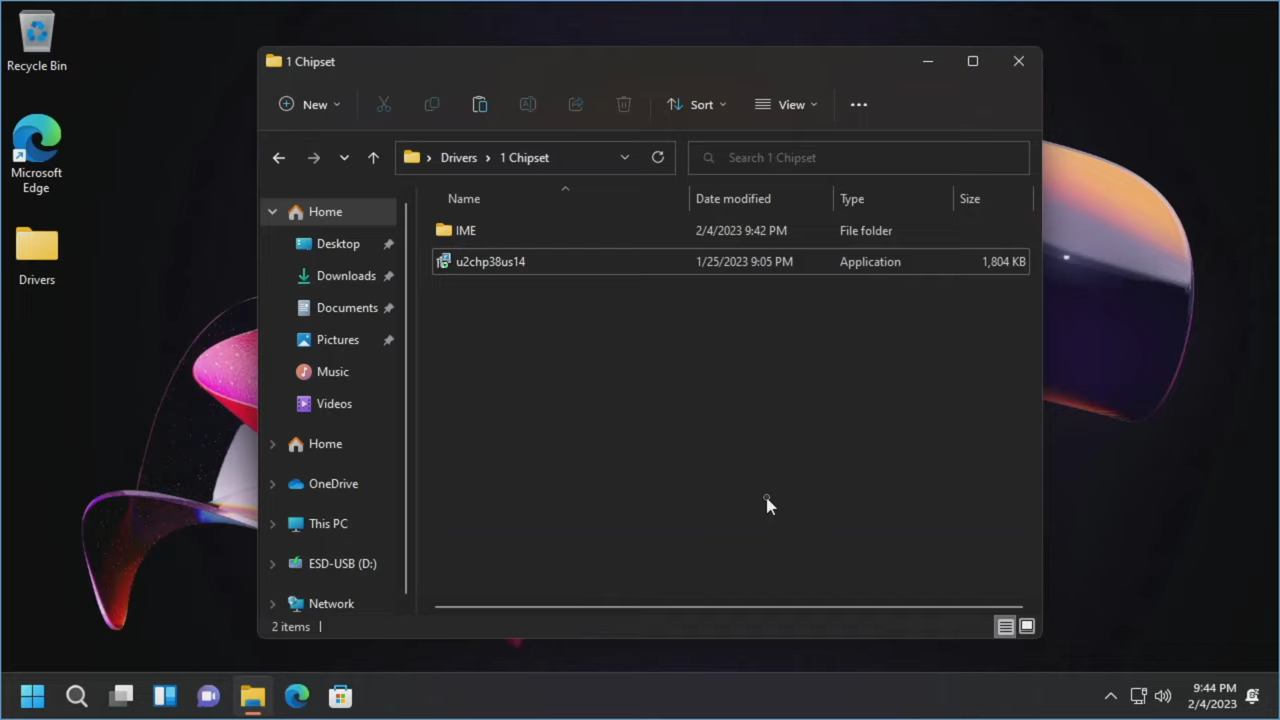 Recycle Bin
Microsoft
Edge
Drivers
1 Chipset
New
Sort
View
Drivers
1 Chipset
Search 1 Chipset
Name
Date modified
Type
Size
IME
2/4/2023 9:42 PM
File folder
u2chp38us14
1/25/2023 9:05 PM
Application
1,804 KB
Home
Desktop
Downloads
Documents
Pictures
Music
Videos
Home
OneDrive
This PC
ESD-USB (D:)
Network
2 items
9:44 PM
2/4/2023